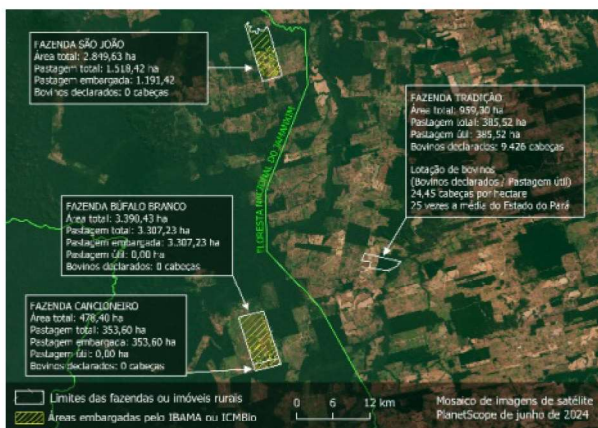 FAZENDA SÃO JOÃO
Área total: 2.849,63 ha
Pastagem total: 1.518,42 ha
Pastagem embargada: 1.191,42
Bovinos declarados: 0 cabeças
FAZENDA TRADIÇÃO
Área total: 959,30 ha
Pastagem total: 385,52 ha
Pastagem útil: 385,52 ha
Bovinos declarados: 9.426 cabeças
Lotação de bovinos
(Bovinos declarados / Pastagem útil)
24,45 cabeças por hectare
25 vezes a média do Estado do Pará
FLORESTA NACIONAL DO JAMANXIM
FAZENDA BÚFALO BRANCO
Área total: 3.390,43 ha
Pastagem total: 3.307,23 ha
Pastagem embargada: 3.307,23 ha
Pastagem útil: 0,00 ha
Bovinos declarados: 0 cabeças
FAZENDA CANCIONEIRO
Área total: 478,40 ha
Pastagem total: 353,60 ha
Pastagem embargada: 353,60 ha
Pastagem útil: 0,00 ha
Bovinos declarados: 0 cabeças
Limites das fazendas ou imóveis rurais
Áreas embargadas pelo IBAMA ou ICMBio
0 6 12 km
Mosaico de imagens de satélite
PlanetScope de junho de 2024